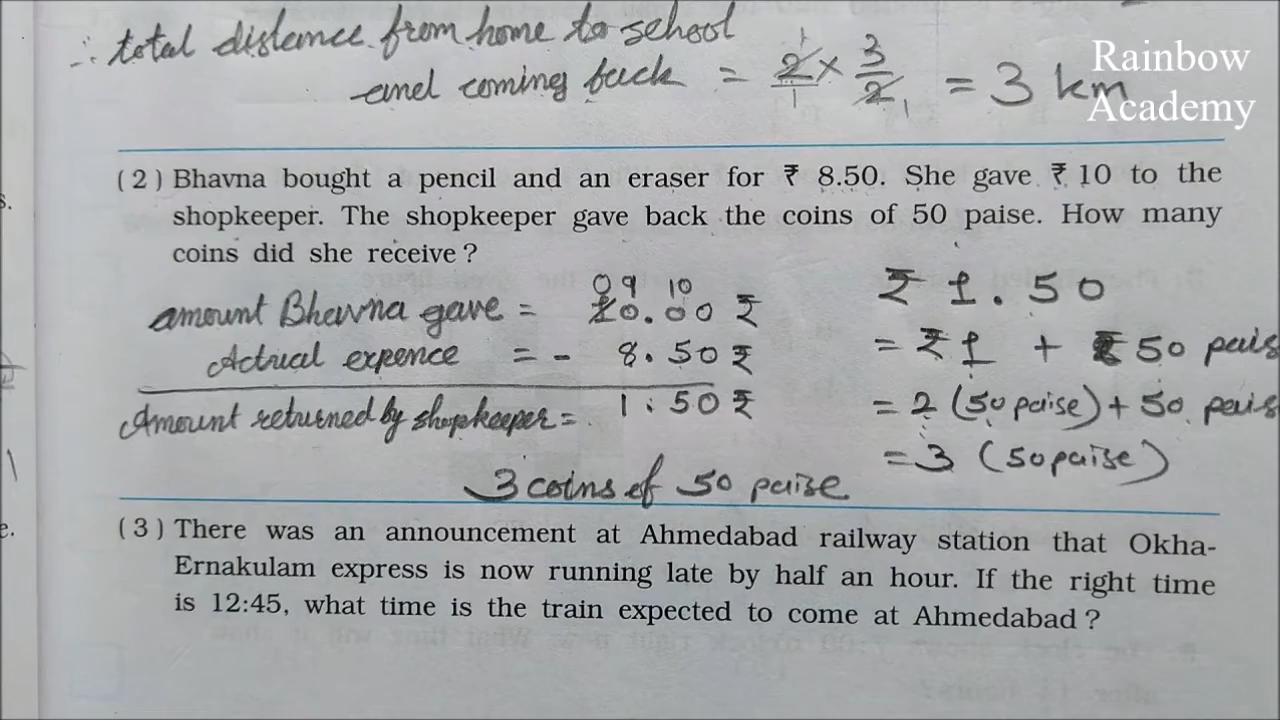 ∴ total distance from home to school
and coming back = 2/1 × 3/2 = 3 km
Rainbow
Academy
(2) Bhavna bought a pencil and an eraser for ₹ 8.50. She gave ₹ 10 to the
shopkeeper. The shopkeeper gave back the coins of 50 paise. How many
coins did she receive ?
0 9 10
amount Bhavna gave = 10.00 ₹
Actual expence = - 8.50 ₹
Amount returned by shopkeeper = 1.50 ₹
₹ 1.50
= ₹ 1 + 50 pais
= 2 (50 paise) + 50 pais
= 3 (50 paise)
3 coins of 50 paise
(3) There was an announcement at Ahmedabad railway station that Okha-
Ernakulam express is now running late by half an hour. If the right time
is 12:45, what time is the train expected to come at Ahmedabad ?